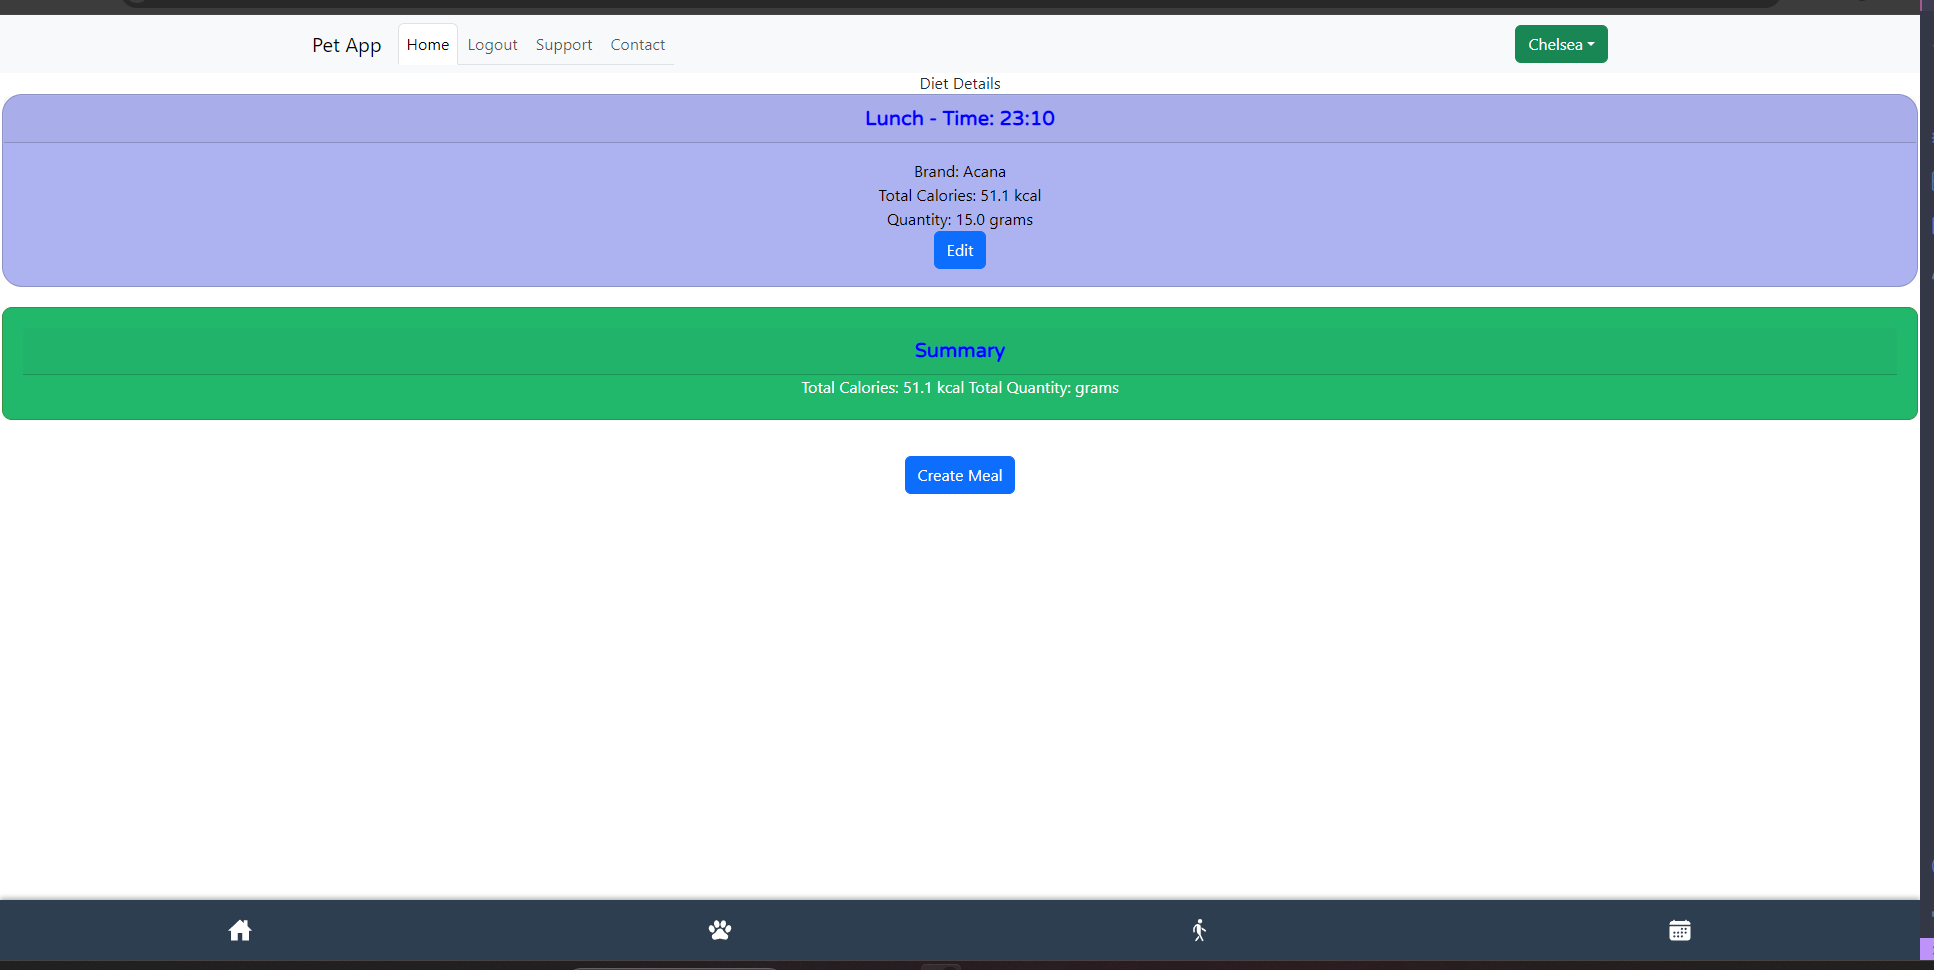 Pet App Home Logout Support Contact Chelsea
Diet Details
Lunch - Time: 23:10
Brand: Acana
Total Calories: 51.1 kcal
Quantity: 15.0 grams
Edit
Summary
Total Calories: 51.1 kcal Total Quantity: grams
Create Meal